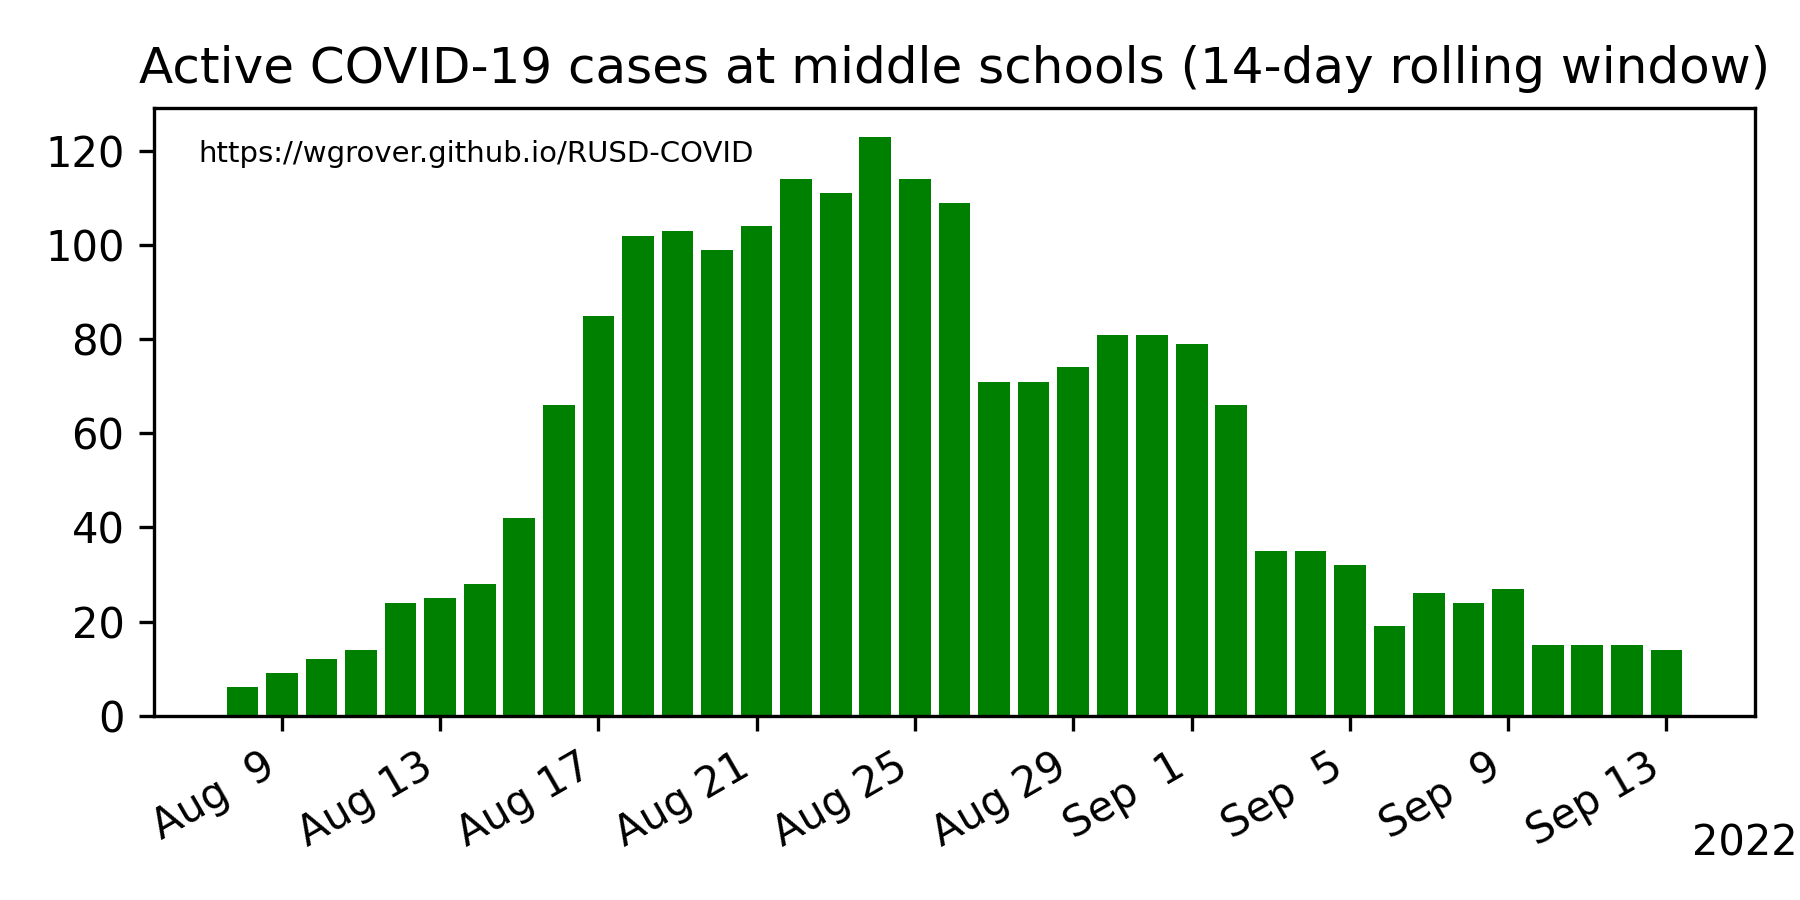 Active COVID-19 cases at middle schools (14-day rolling window)
https://wgrover.github.io/RUSD-COVID
120
100
80
60
40
20
0
Aug 9
Aug 13
Aug 17
Aug 21
Aug 25
Aug 29
Sep 1
Sep 5
Sep 9
Sep 13
2022